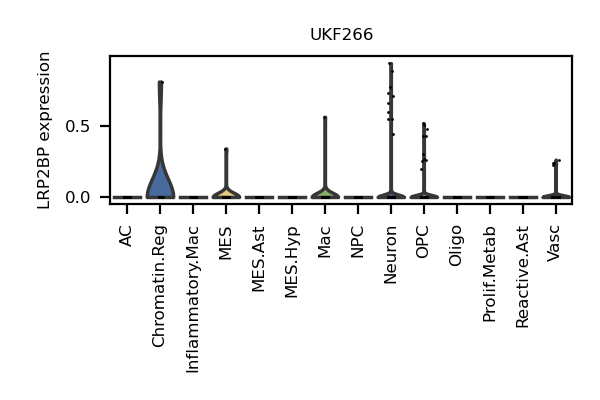 UKF266
LRP2BP expression
0.5
0.0
AC
Chromatin.Reg
Inflammatory.Mac
MES
MES.Ast
MES.Hyp
Mac
NPC
Neuron
OPC
Oligo
Prolif.Metab
Reactive.Ast
Vasc